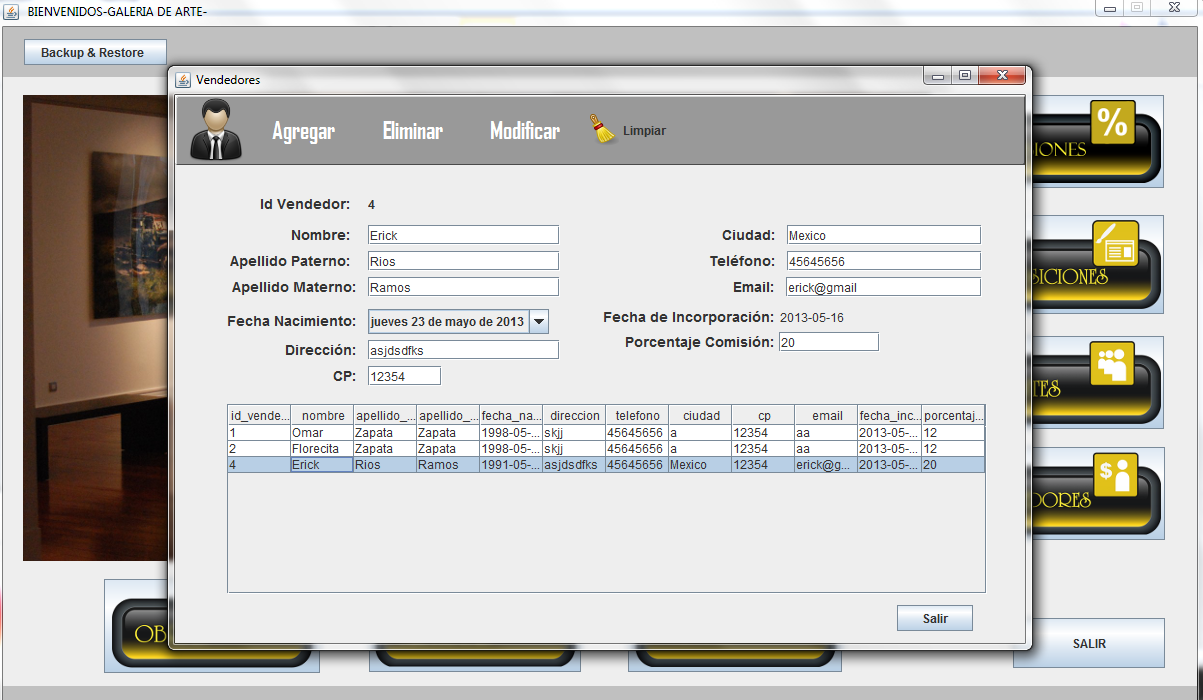 BIENVENIDOS-GALERIA DE ARTE-
Backup & Restore
Vendedores
Agregar Eliminar Modificar Limpiar
Id Vendedor: 4
Nombre: Erick Ciudad: Mexico
Apellido Paterno: Rios Teléfono: 45645656
Apellido Materno: Ramos Email: erick@gmail
Fecha Nacimiento: jueves 23 de mayo de 2013 Fecha de Incorporación: 2013-05-16
Dirección: asjdsdfks Porcentaje Comisión: 20
CP: 12354
id_vende... nombre apellido_... apellido_... fecha_na... direccion telefono ciudad cp email fecha_inc... porcentaj...
1 Omar Zapata Zapata 1998-05-... skjj 45645656 a 12354 aa 2013-05-... 12
2 Florecita Zapata Zapata 1998-05-... skjj 45645656 a 12354 aa 2013-05-... 12
4 Erick Rios Ramos 1991-05-... asjdsdfks 45645656 Mexico 12354 erick@g... 2013-05-... 20
Salir
%
IONES
SICIONES
TES
$
DORES
OB
SALIR